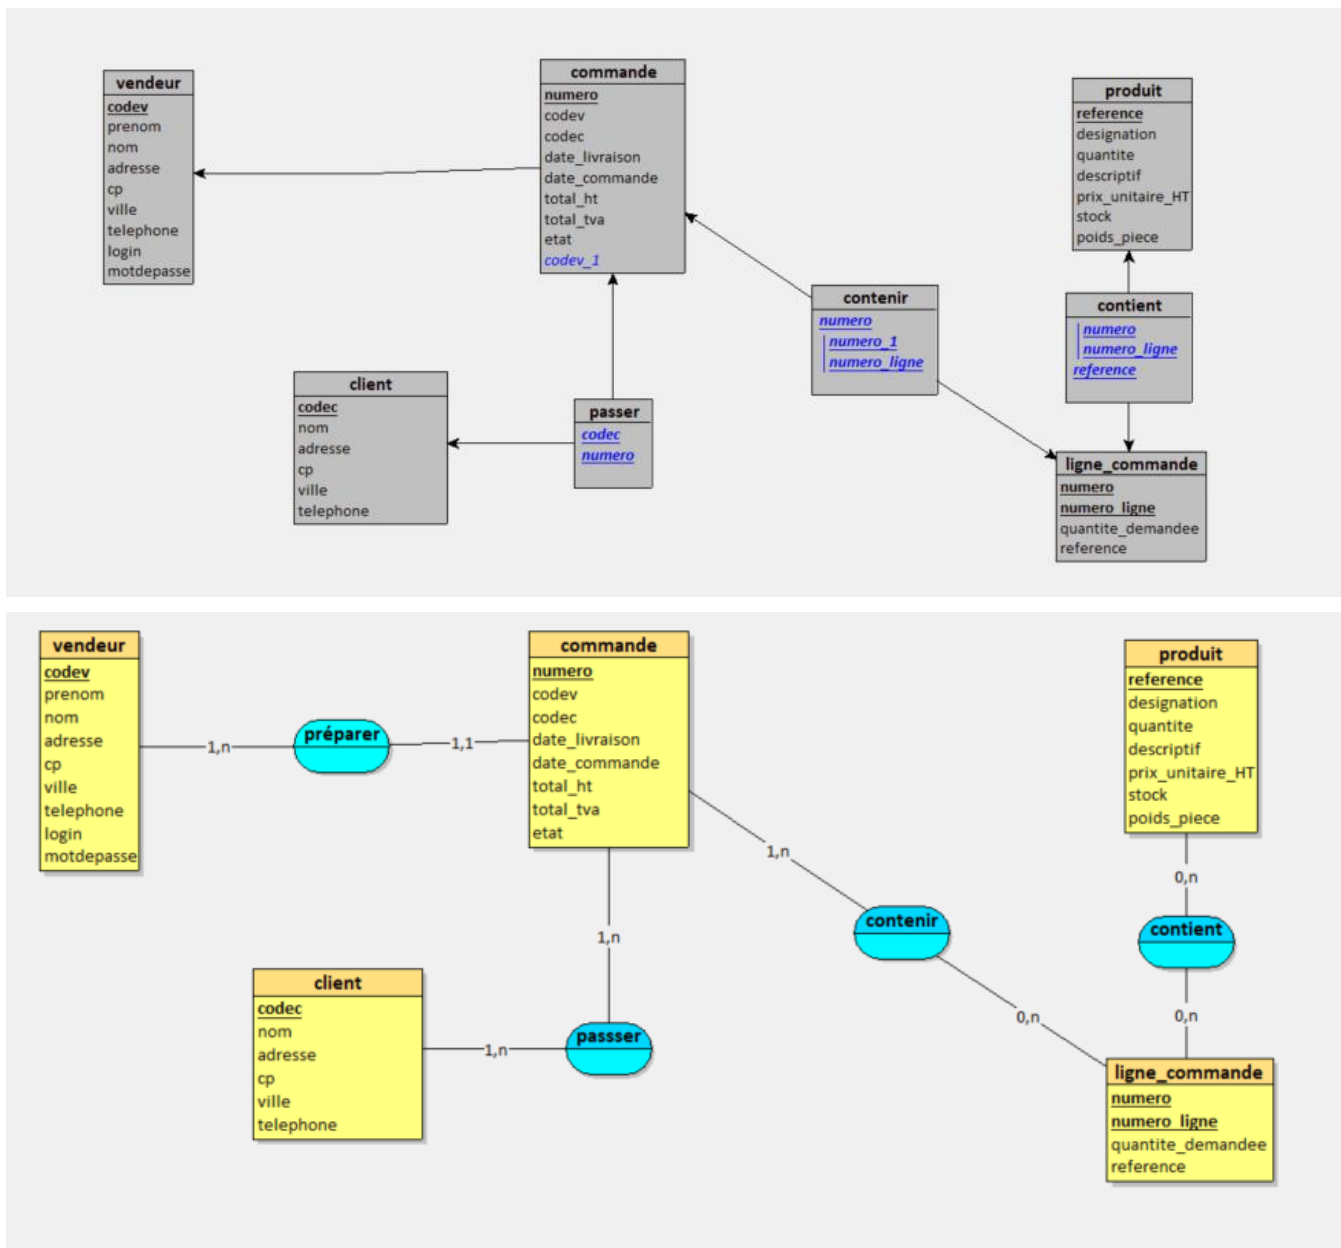 vendeur
codev
prenom
nom
adresse
cp
ville
telephone
login
motdepasse
commande
numero
codev
codec
date_livraison
date_commande
total_ht
total_tva
etat
codev_1
produit
reference
designation
quantite
descriptif
prix_unitaire_HT
stock
poids_piece
contenir
numero
numero_1
numero_ligne
contient
numero
numero_ligne
reference
client
codec
nom
adresse
cp
ville
telephone
passer
codec
numero
ligne_commande
numero
numero_ligne
quantite_demandee
reference
vendeur
codev
prenom
nom
adresse
cp
ville
telephone
login
motdepasse
1,n
préparer
1,1
commande
numero
codev
codec
date_livraison
date_commande
total_ht
total_tva
etat
produit
reference
designation
quantite
descriptif
prix_unitaire_HT
stock
poids_piece
1,n
0,n
contenir
contient
1,n
client
codec
nom
adresse
cp
ville
telephone
1,n
passser
0,n
0,n
ligne_commande
numero
numero_ligne
quantite_demandee
reference